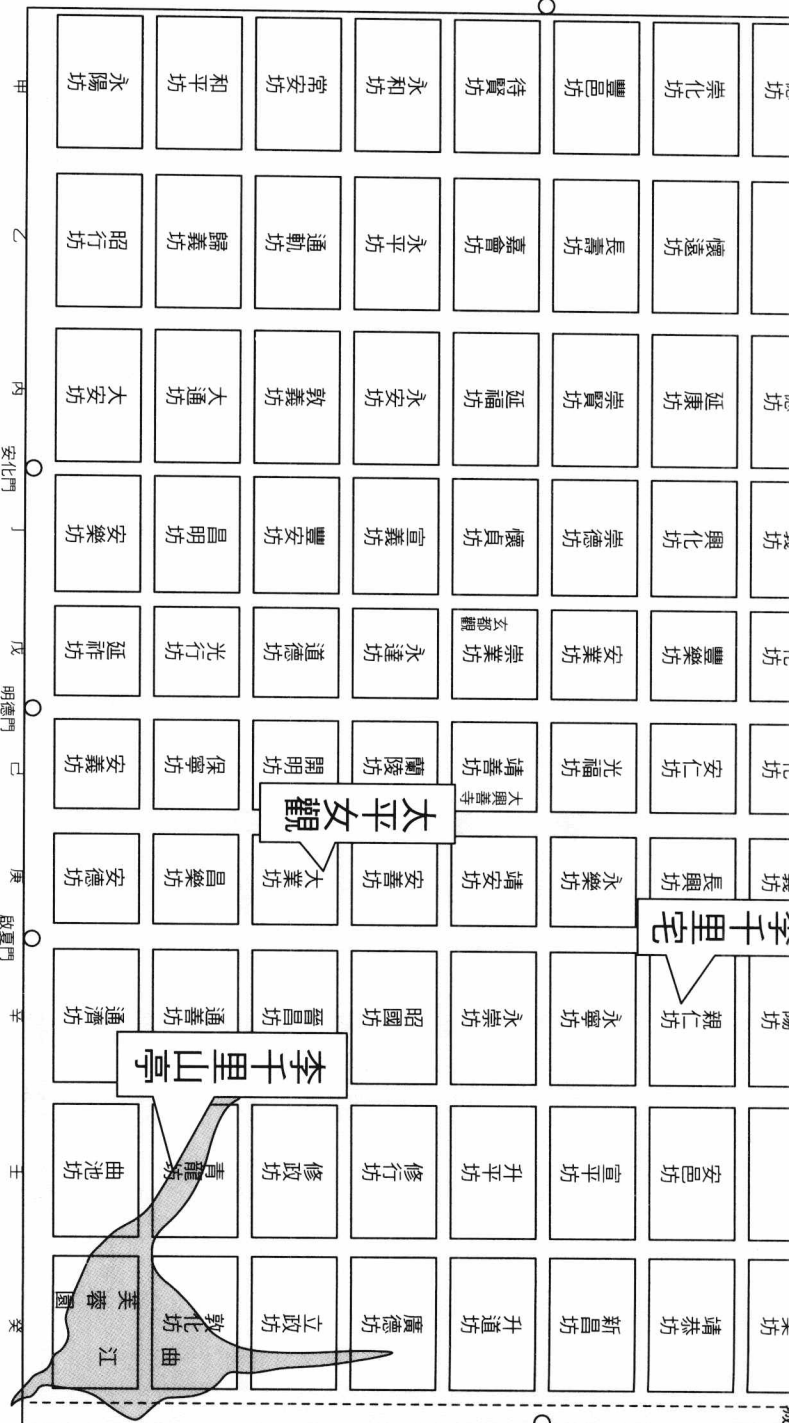 崇化坊
懷遠坊
延康坊
興化坊
豐樂坊
安仁坊
長興坊
李千里宅
親仁坊
安邑坊
靖恭坊
豐邑坊
長壽坊
崇賢坊
崇德坊
安業坊
光福坊
永樂坊
永寧坊
宣平坊
新昌坊
待賢坊
嘉會坊
延福坊
懷貞坊
玄都觀
崇業坊
靖善坊
大興善寺
靖安坊
永崇坊
升平坊
升道坊
永和坊
永平坊
永安坊
宣義坊
永達坊
蘭陵坊
安善坊
昭國坊
修行坊
廣德坊
常安坊
通軌坊
敦義坊
豐安坊
道德坊
開明
太平女觀
大業坊
晉昌坊
修政坊
立政坊
和平坊
歸義坊
大通坊
昌明坊
光行坊
保寧坊
昌樂坊
通善坊
李千里山亭
青龍坊
敦化坊
曲江
永陽坊
昭行坊
大安坊
安樂坊
延祚坊
安義坊
安德坊
通濟坊
曲池坊
芙蓉園
甲
乙
丙
安化門
丁
戊
明德門
己
庚
啟夏門
辛
壬
癸